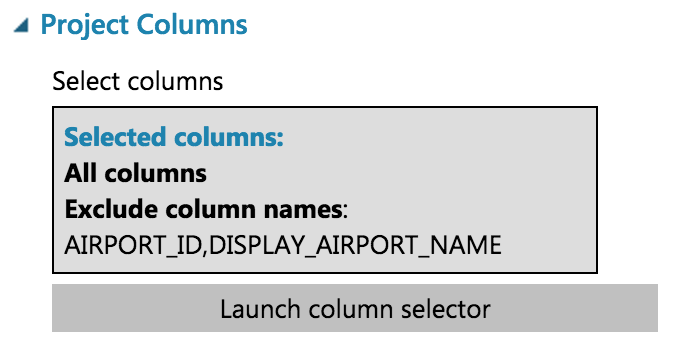 Project Columns
Select columns
Selected columns:
All columns
Exclude column names:
AIRPORT_ID,DISPLAY_AIRPORT_NAME
Launch column selector